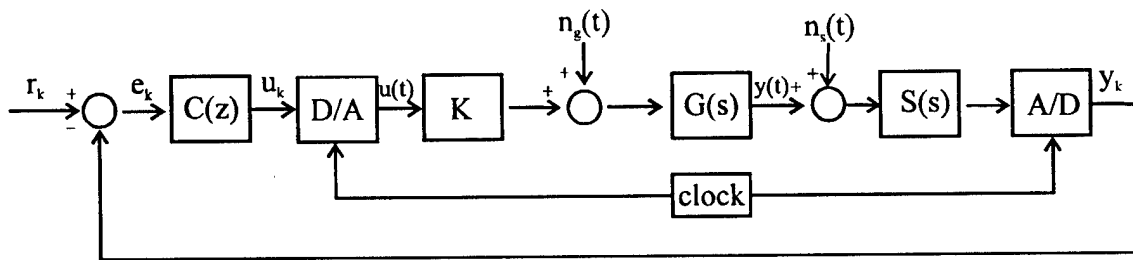 n_g(t) n_s(t)
r_k + − e_k C(z) u_k D/A u(t) K + + G(s) y(t) + + S(s) A/D y_k
clock